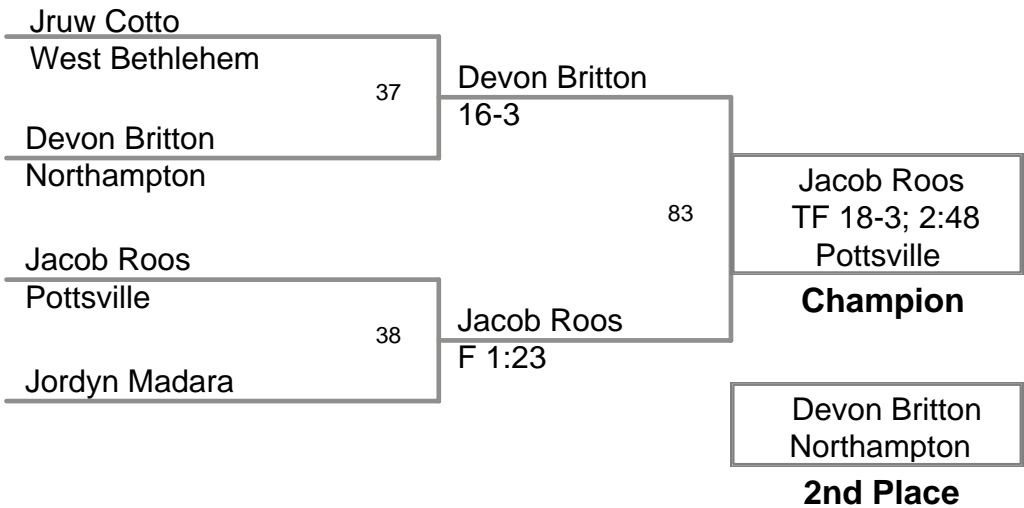 Jruw Cotto
West Bethlehem
37
Devon Britton
Northampton
Devon Britton
16-3
Jacob Roos
Pottsville
38
Jordyn Madara
Jacob Roos
F 1:23
83
Jacob Roos
TF 18-3; 2:48
Pottsville
Champion
Devon Britton
Northampton
2nd Place